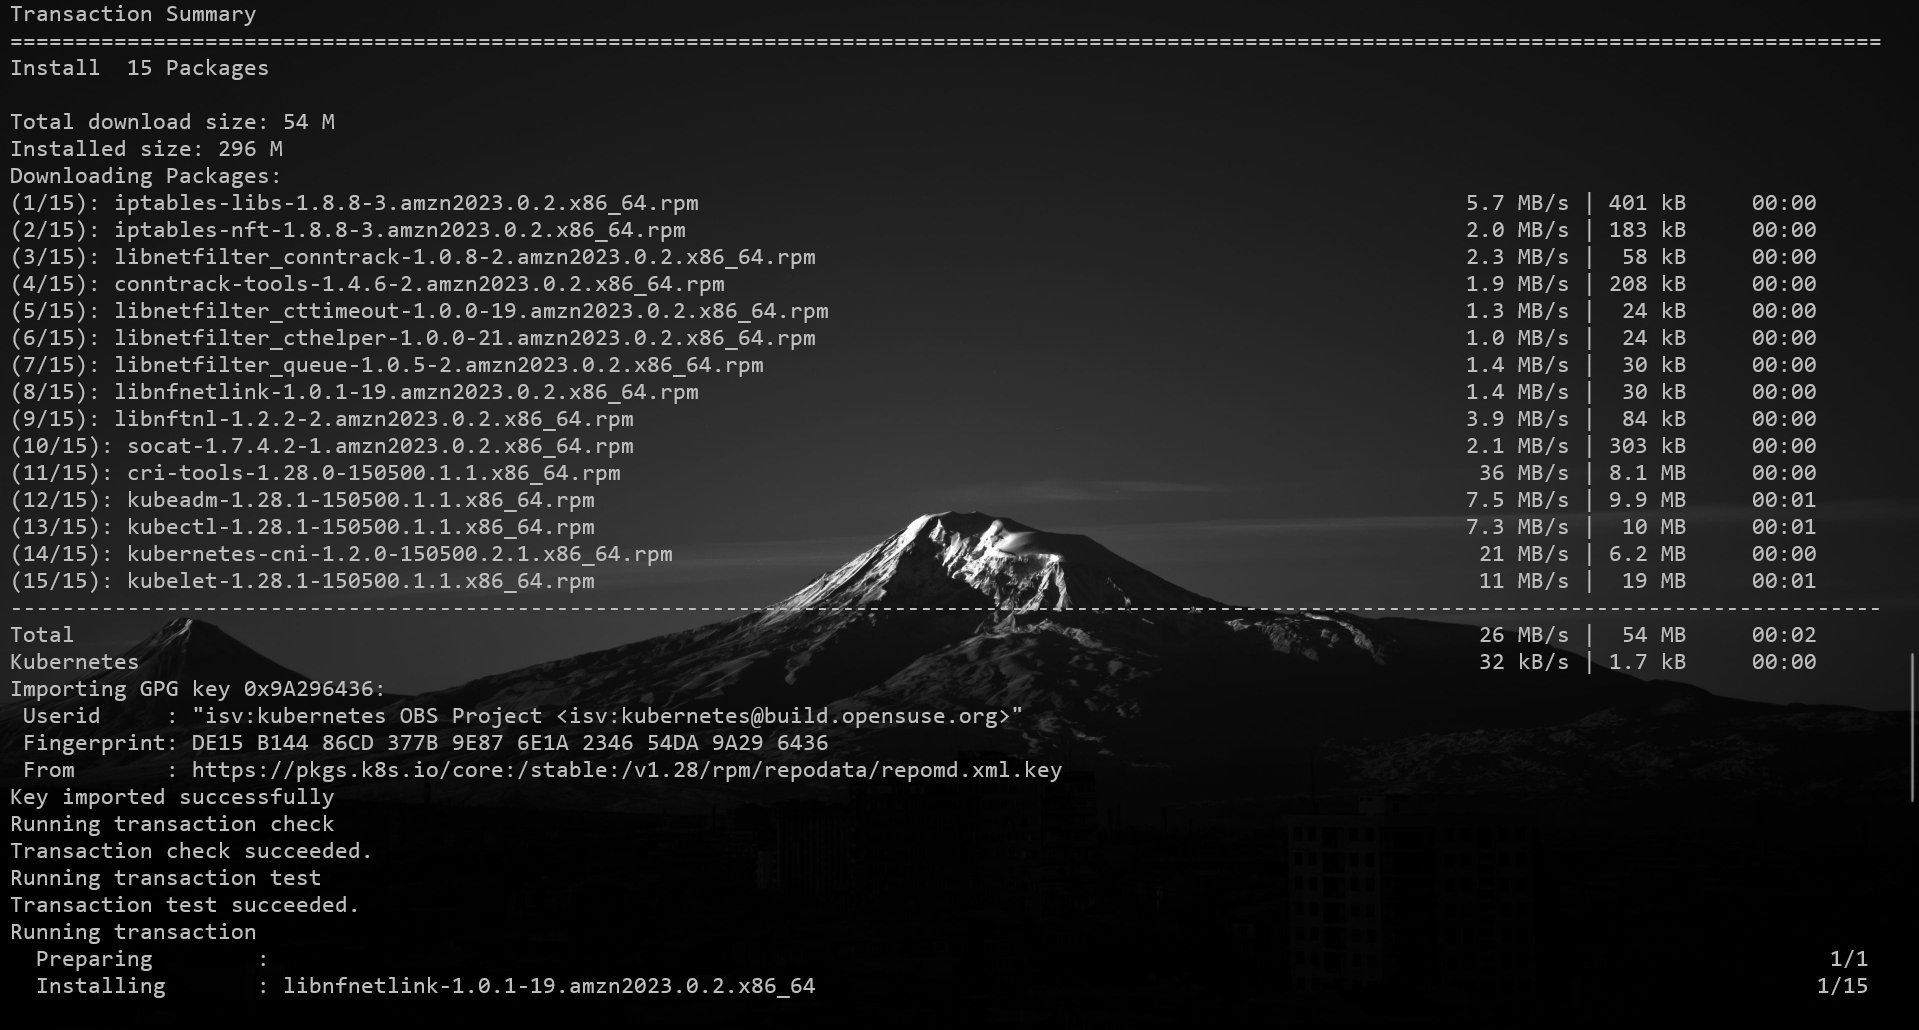 Transaction Summary
================================================================================================================================================
Install  15 Packages
Total download size: 54 M
Installed size: 296 M
Downloading Packages:
(1/15): iptables-libs-1.8.8-3.amzn2023.0.2.x86_64.rpm 5.7 MB/s | 401 kB 00:00
(2/15): iptables-nft-1.8.8-3.amzn2023.0.2.x86_64.rpm 2.0 MB/s | 183 kB 00:00
(3/15): libnetfilter_conntrack-1.0.8-2.amzn2023.0.2.x86_64.rpm 2.3 MB/s | 58 kB 00:00
(4/15): conntrack-tools-1.4.6-2.amzn2023.0.2.x86_64.rpm 1.9 MB/s | 208 kB 00:00
(5/15): libnetfilter_cttimeout-1.0.0-19.amzn2023.0.2.x86_64.rpm 1.3 MB/s | 24 kB 00:00
(6/15): libnetfilter_cthelper-1.0.0-21.amzn2023.0.2.x86_64.rpm 1.0 MB/s | 24 kB 00:00
(7/15): libnetfilter_queue-1.0.5-2.amzn2023.0.2.x86_64.rpm 1.4 MB/s | 30 kB 00:00
(8/15): libnfnetlink-1.0.1-19.amzn2023.0.2.x86_64.rpm 1.4 MB/s | 30 kB 00:00
(9/15): libnftnl-1.2.2-2.amzn2023.0.2.x86_64.rpm 3.9 MB/s | 84 kB 00:00
(10/15): socat-1.7.4.2-1.amzn2023.0.2.x86_64.rpm 2.1 MB/s | 303 kB 00:00
(11/15): cri-tools-1.28.0-150500.1.1.x86_64.rpm 36 MB/s | 8.1 MB 00:00
(12/15): kubeadm-1.28.1-150500.1.1.x86_64.rpm 7.5 MB/s | 9.9 MB 00:01
(13/15): kubectl-1.28.1-150500.1.1.x86_64.rpm 7.3 MB/s | 10 MB 00:01
(14/15): kubernetes-cni-1.2.0-150500.2.1.x86_64.rpm 21 MB/s | 6.2 MB 00:00
(15/15): kubelet-1.28.1-150500.1.1.x86_64.rpm 11 MB/s | 19 MB 00:01
------------------------------------------------------------------------------------------------------------------------------------------------
Total 26 MB/s | 54 MB 00:02
Kubernetes 32 kB/s | 1.7 kB 00:00
Importing GPG key 0x9A296436:
Userid     : "isv:kubernetes OBS Project <isv:kubernetes@build.opensuse.org>"
Fingerprint: DE15 B144 86CD 377B 9E87 6E1A 2346 54DA 9A29 6436
From       : https://pkgs.k8s.io/core:/stable:/v1.28/rpm/repodata/repomd.xml.key
Key imported successfully
Running transaction check
Transaction check succeeded.
Running transaction test
Transaction test succeeded.
Running transaction
Preparing        : 1/1
Installing       : libnfnetlink-1.0.1-19.amzn2023.0.2.x86_64 1/15